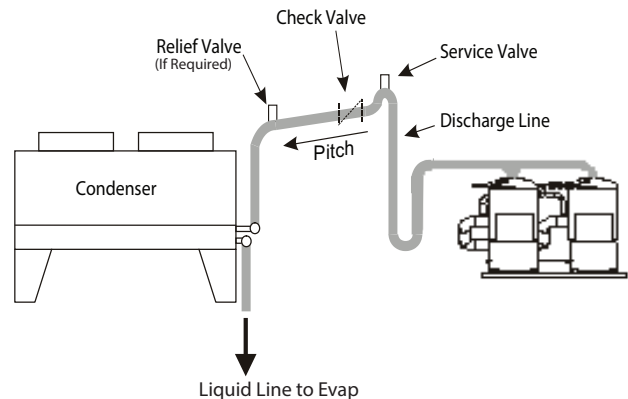 Check Valve
Relief Valve
(If Required)
Service Valve
Discharge Line
Pitch
Condenser
Liquid Line to Evap